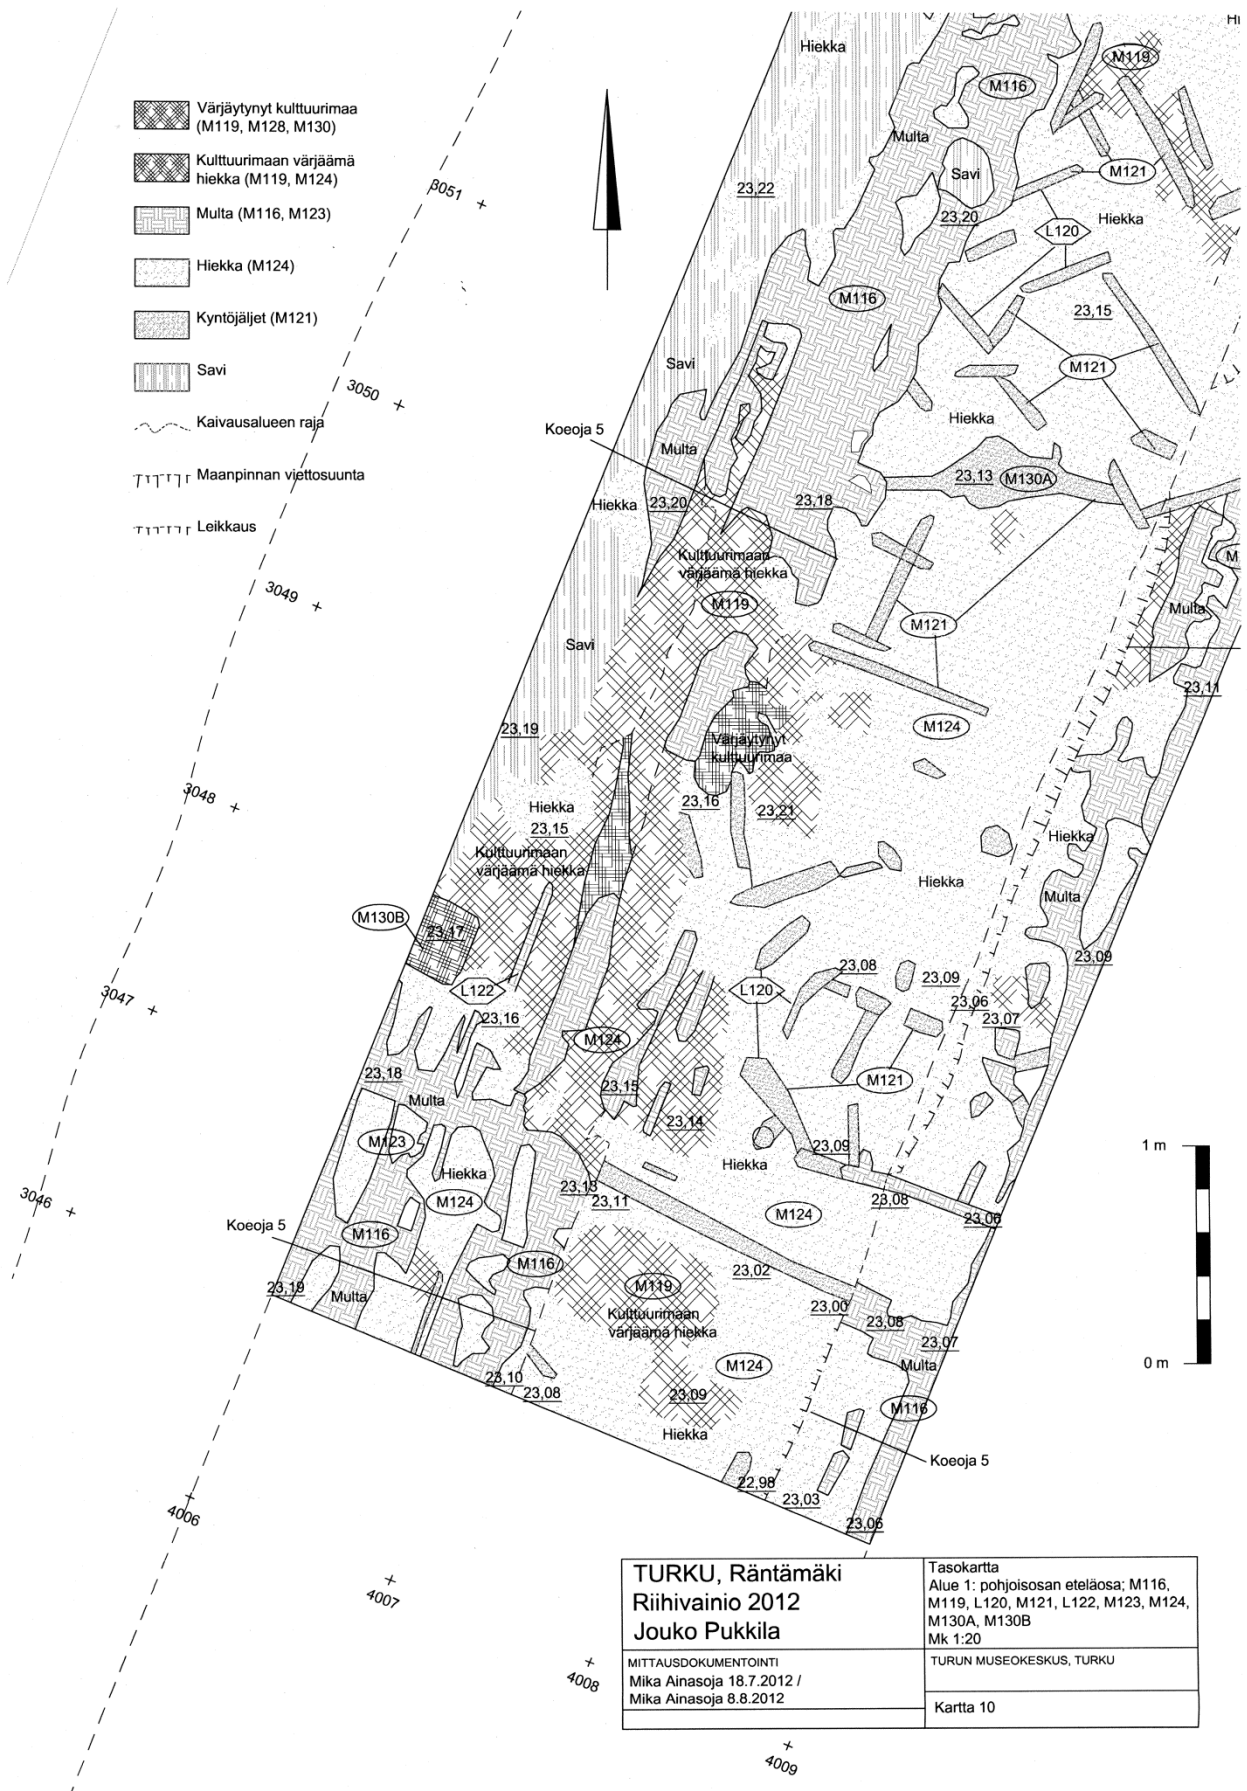 Värjäytynyt kulttuurimaa
(M119, M128, M130)
Kulttuurimaan värjäämä
hiekka (M119, M124)
Multa (M116, M123)
Hiekka (M124)
Kyntöjäljet (M121)
Savi
Kaivausalueen raja
Maanpinnan viettosuunta
Leikkaus
Hiekka
M119
M116
Multa
Savi
M121
3051
23,22
23,20
L120
Hiekka
M116
23,15
Savi
M121
3050
Hiekka
Koeoja 5
Multa
23,13
M130A
Hiekka
23,20
23,18
Kulttuurimaan
värjäämä hiekka
M119
3049
Multa
M121
Savi
23,11
23,19
M124
Värjäytynyt
kulttuurimaa
3048
Hiekka
23,15
23,16
23,21
Hiekka
Kulttuurimaan
värjäämä hiekka
Hiekka
Multa
M130B
23,17
23,09
23,08
23,09
3047
L122
L120
23,06
23,07
23,16
M124
23,18
Multa
23,15
M121
23,14
M123
23,09
Hiekka
Hiekka
3046
M124
23,13
23,11
23,08
23,06
M124
Koeoja 5
M116
M116
23,02
23,19
Multa
M119
Kulttuurimaan
värjäämä hiekka
23,00
23,08
23,07
M124
Multa
23,10
23,08
23,09
M116
Hiekka
Koeoja 5
22,98
23,03
23,06
1 m
0 m
4006
4007
4008
4009
TURKU, Räntämäki
Riihivainio 2012
Jouko Pukkila
MITTAUSDOKUMENTOINTI
Mika Ainasoja 18.7.2012 /
Mika Ainasoja 8.8.2012
Tasokartta
Alue 1: pohjoisosan eteläosa; M116,
M119, L120, M121, L122, M123, M124,
M130A, M130B
Mk 1:20
TURUN MUSEOKESKUS, TURKU
Kartta 10